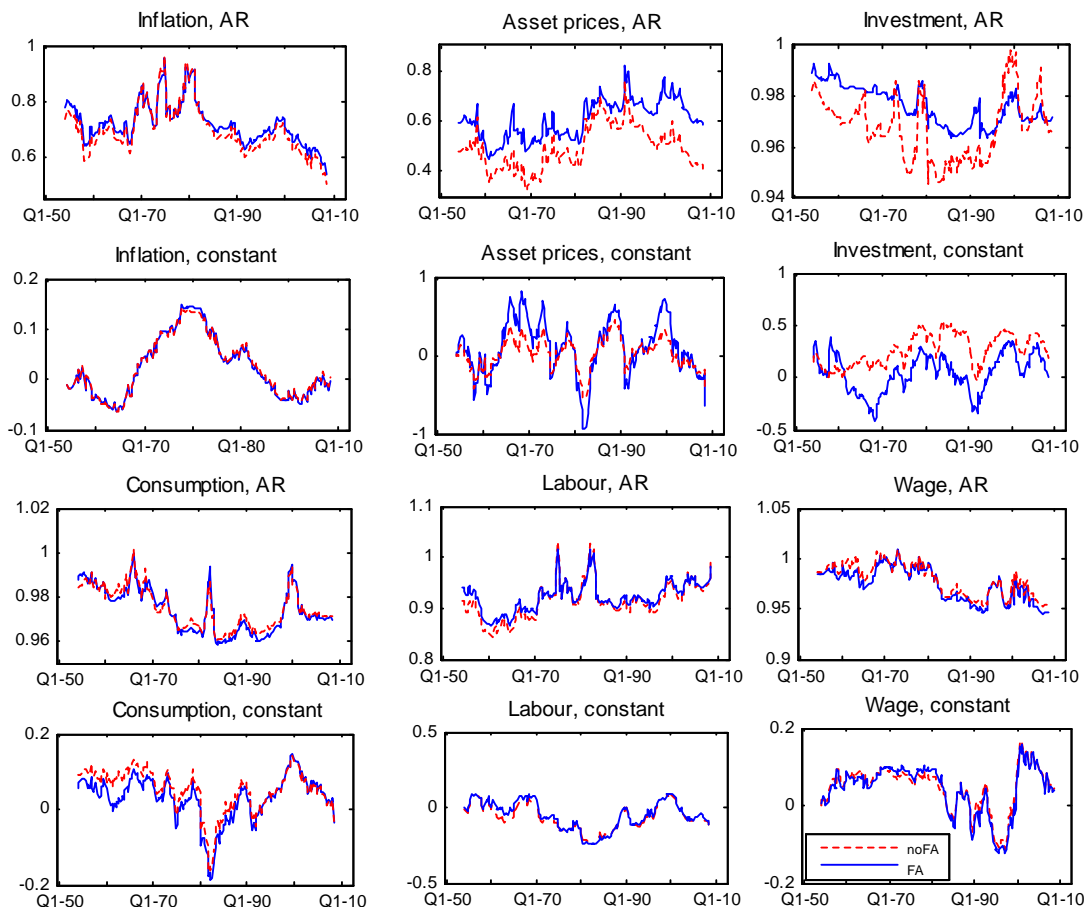 Inflation, AR
1
0.8
0.6
Q1-50 Q1-70 Q1-90 Q1-10
Asset prices, AR
0.8
0.6
0.4
Q1-50 Q1-70 Q1-90 Q1-10
Investment, AR
1
0.98
0.96
0.94
Q1-50 Q1-70 Q1-90 Q1-10
Inflation, constant
0.2
0.1
0
-0.1
Q1-50 Q1-70 Q1-80 Q1-10
Asset prices, constant
1
0
-1
Q1-50 Q1-70 Q1-90 Q1-10
Investment, constant
1
0.5
0
-0.5
Q1-50 Q1-70 Q1-90 Q1-10
Consumption, AR
1.02
1
0.98
0.96
Q1-50 Q1-70 Q1-90 Q1-10
Labour, AR
1.1
1
0.9
0.8
Q1-50 Q1-70 Q1-90 Q1-10
Wage, AR
1.05
1
0.95
0.9
Q1-50 Q1-70 Q1-90 Q1-10
Consumption, constant
0.2
0
-0.2
Q1-50 Q1-70 Q1-90 Q1-10
Labour, constant
0.5
0
-0.5
Q1-50 Q1-70 Q1-90 Q1-10
Wage, constant
0.2
0
-0.2
Q1-50 Q1-70 Q1-90 Q1-10
noFA
FA